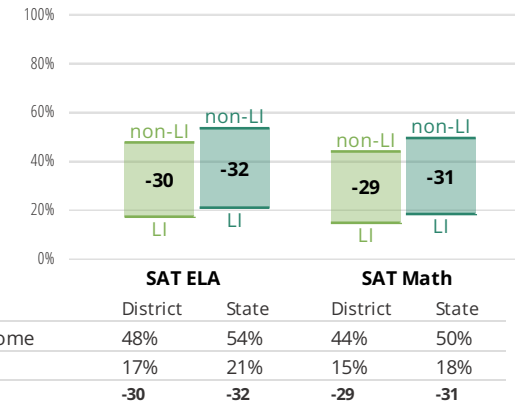 100%
80%
60%
40%
20%
0%
non-LI
non-LI
non-LI
non-LI
-30
-32
-29
-31
LI
LI
LI
LI
SAT ELA
SAT Math
District State District State
ome 48% 54% 44% 50%
17% 21% 15% 18%
-30 -32 -29 -31